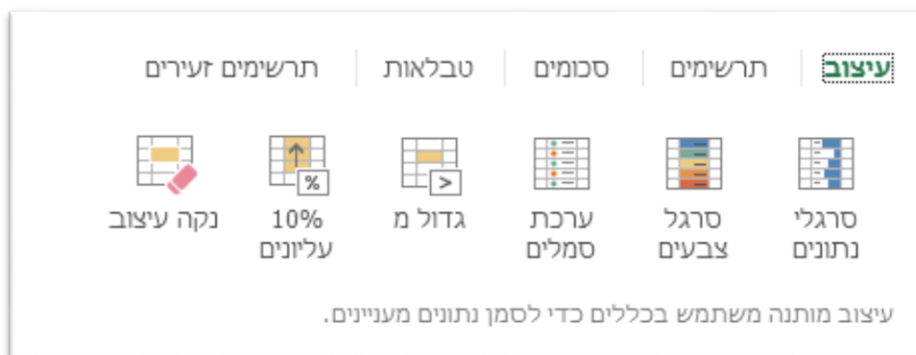 עיצוב תרשימים סכומים טבלאות תרשימים זעירים
סרגלי נתונים
סרגל צבעים
ערכת סמלים
גדול מ
10% עליונים
נקה עיצוב
עיצוב מותנה משתמש בכללים כדי לסמן נתונים מעניינים.